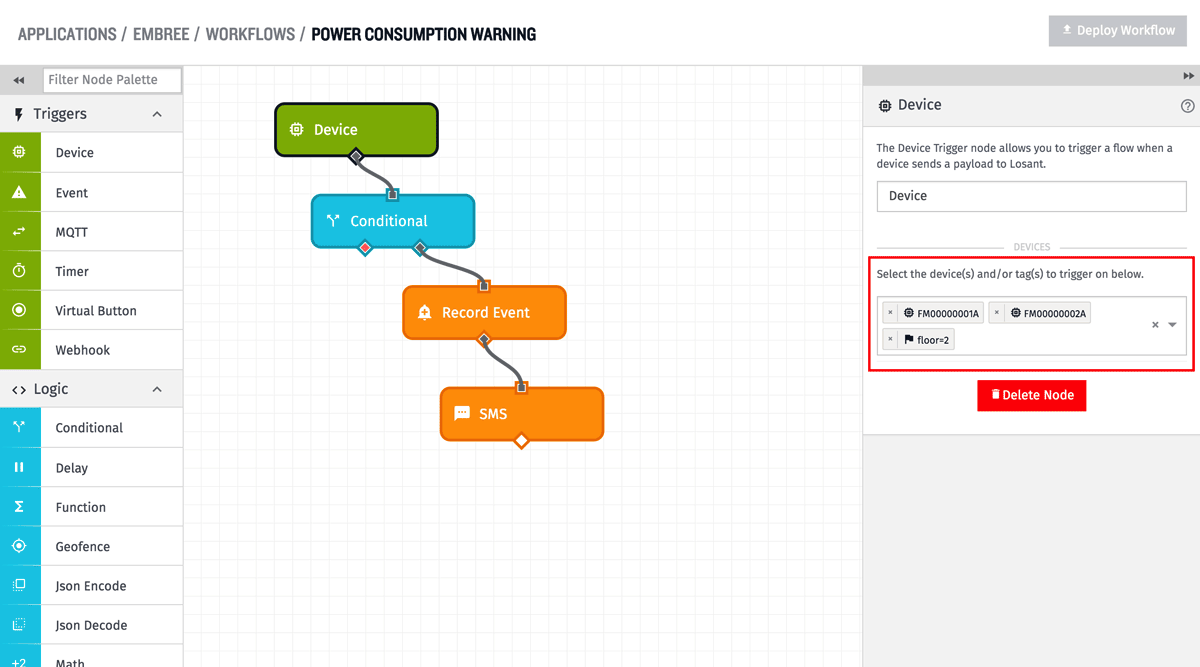 APPLICATIONS / EMBREE / WORKFLOWS / POWER CONSUMPTION WARNING
Deploy Workflow
Filter Node Palette
Triggers
Device
Event
MQTT
Timer
Virtual Button
Webhook
Logic
Conditional
Delay
Function
Geofence
Json Encode
Json Decode
+2 Math
Device
Conditional
Record Event
SMS
Device
The Device Trigger node allows you to trigger a flow when a
device sends a payload to Losant.
Device
DEVICES
Select the device(s) and/or tag(s) to trigger on below.
× FM00000001A × FM00000002A
× floor=2
×
Delete Node